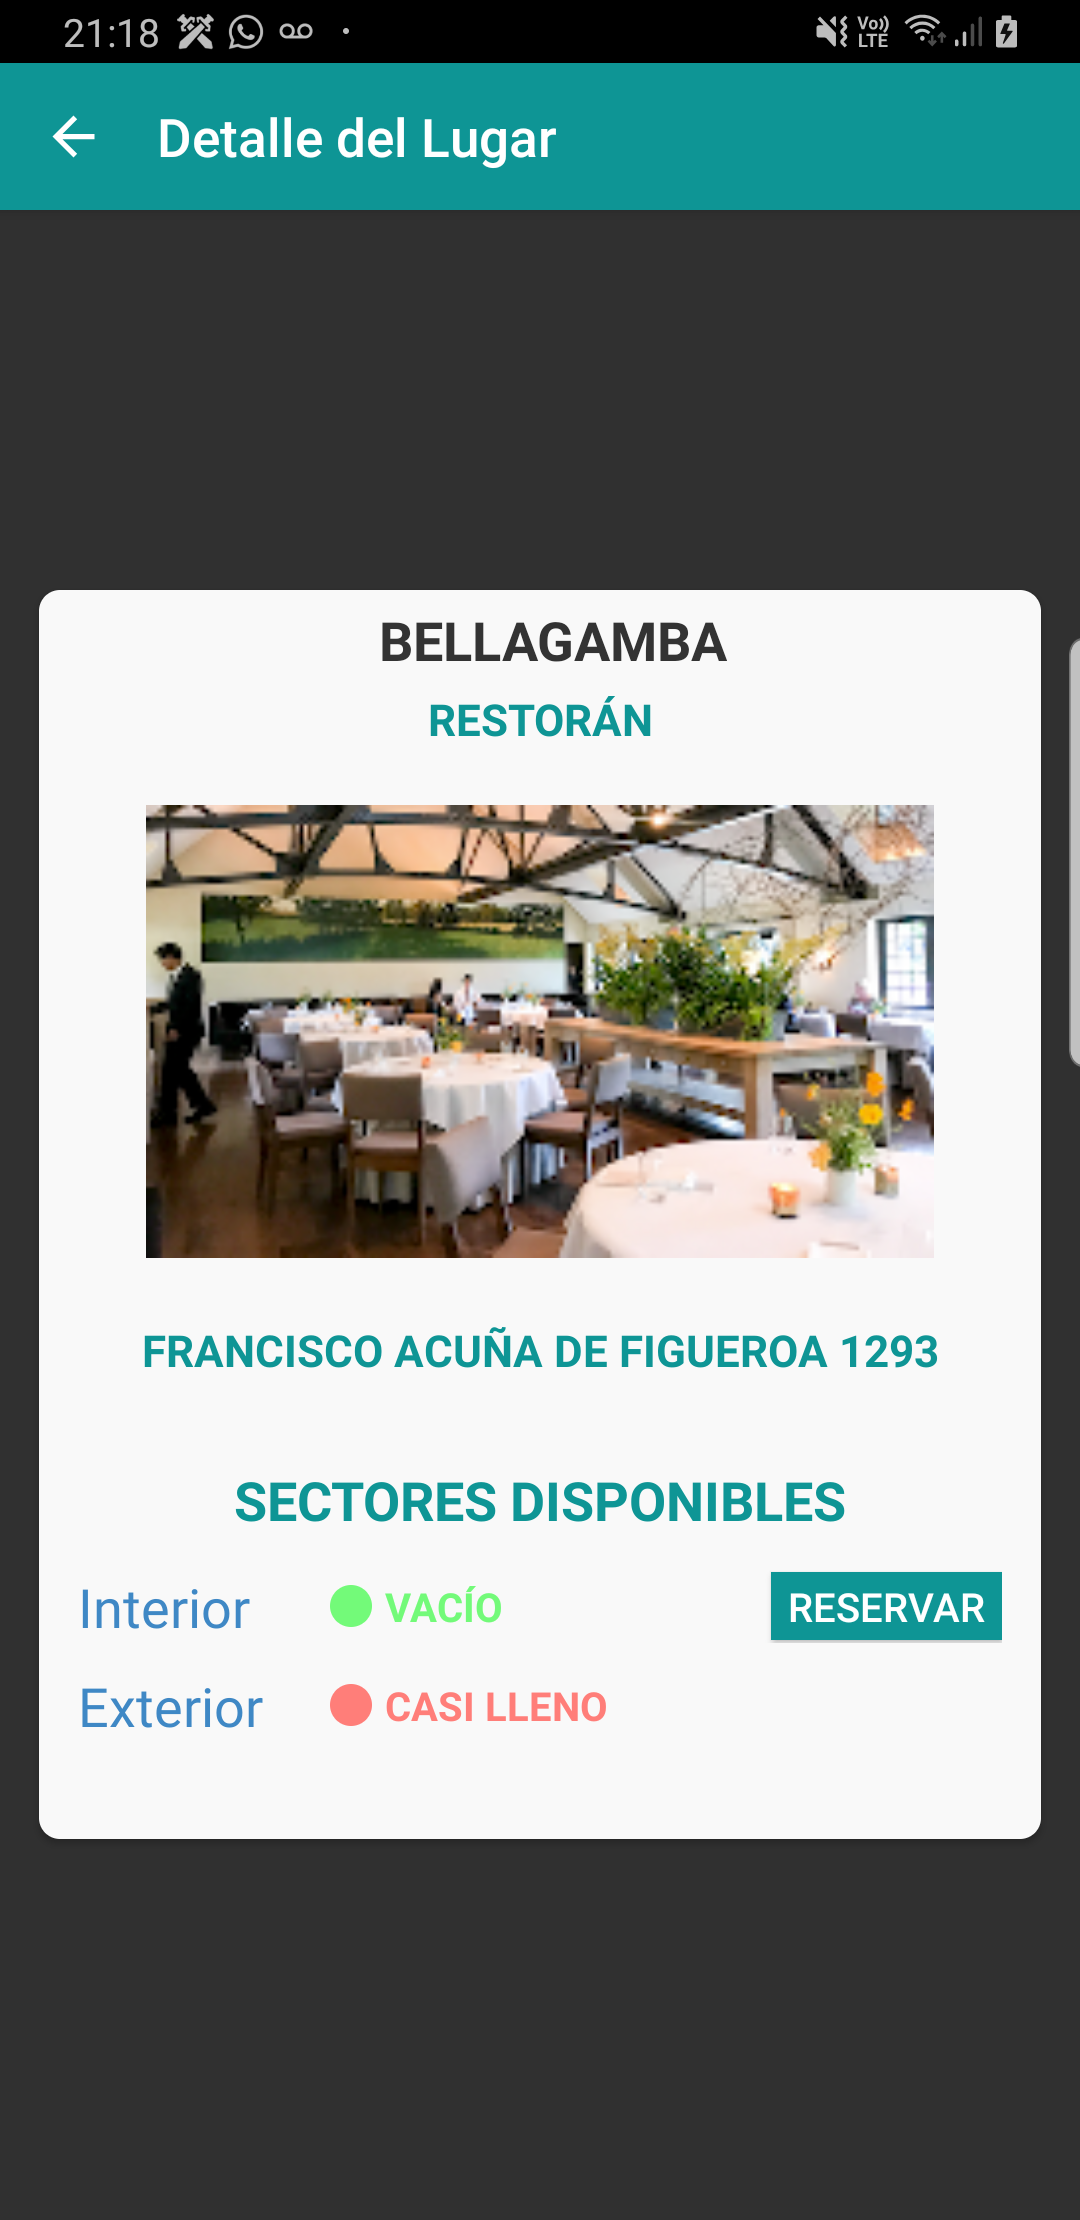 21:18
Vo)) LTE
Detalle del Lugar
BELLAGAMBA
RESTORÁN
FRANCISCO ACUÑA DE FIGUEROA 1293
SECTORES DISPONIBLES
Interior VACÍO RESERVAR
Exterior CASI LLENO